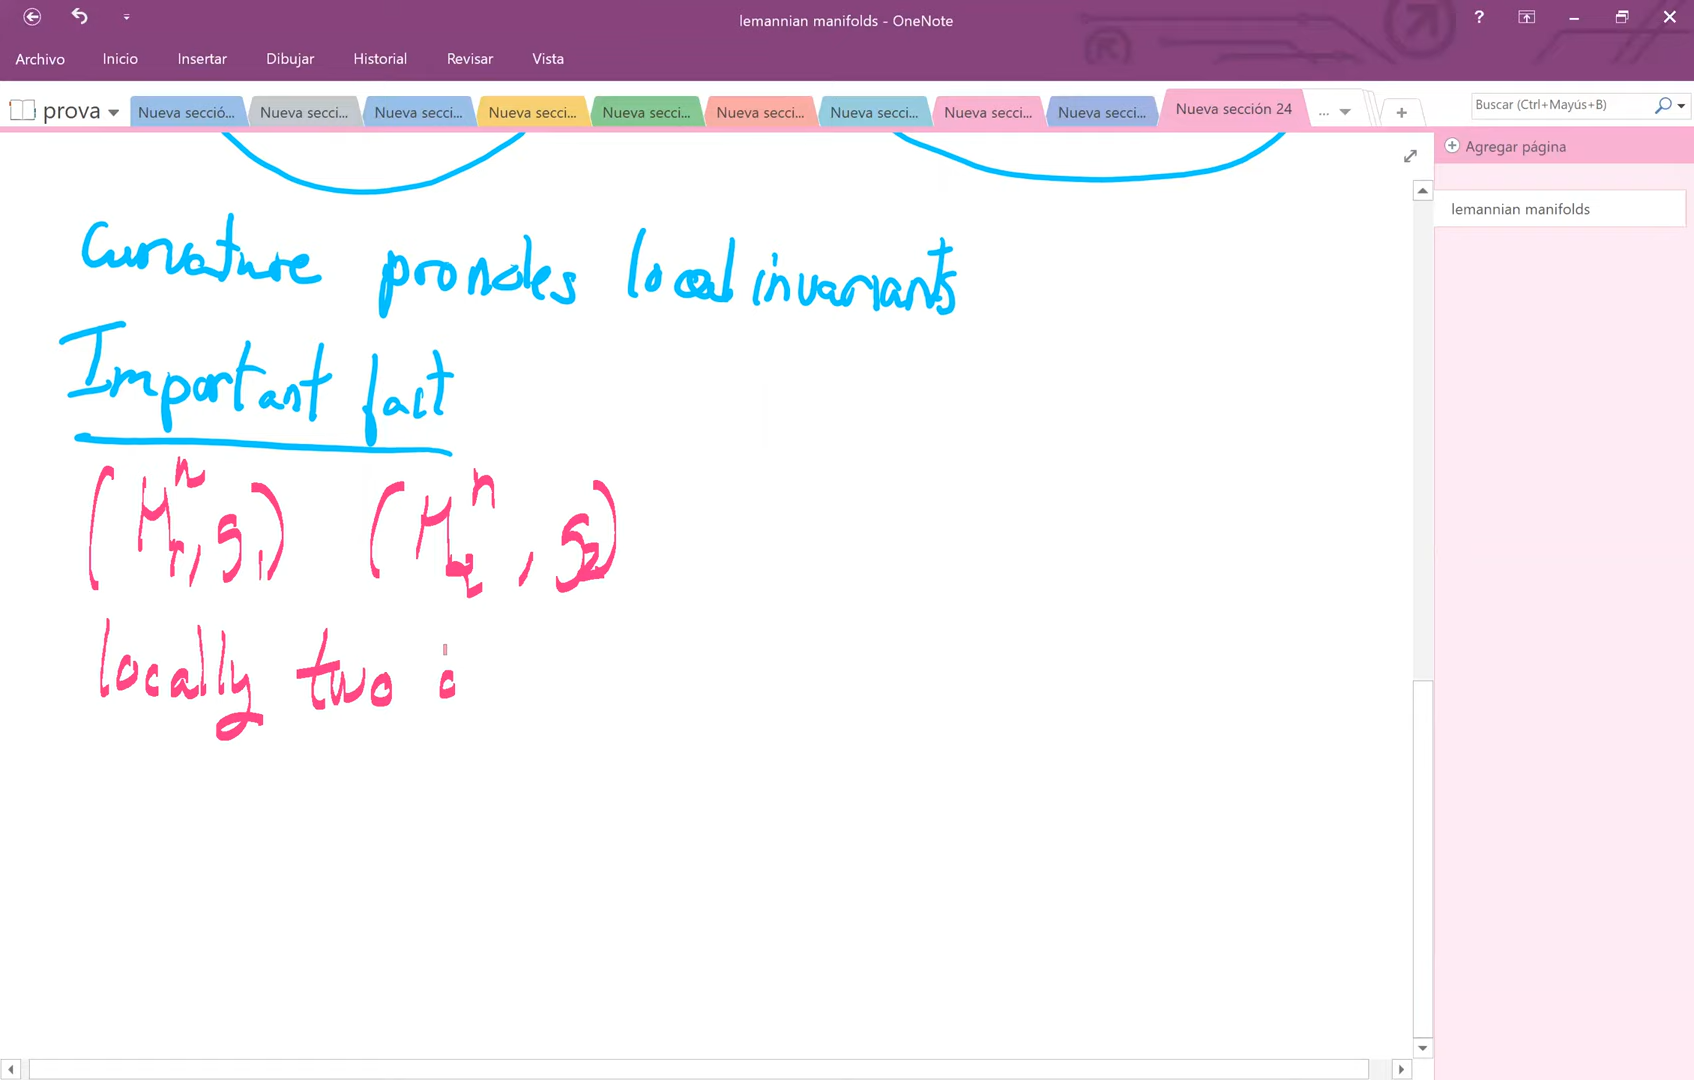 lemannian manifolds - OneNote
?
Archivo Inicio Insertar Dibujar Historial Revisar Vista
prova Nueva secció... Nueva secci... Nueva secci... Nueva secci... Nueva secci... Nueva secci... Nueva secci... Nueva secci... Nueva secci... Nueva sección 24 ... + Buscar (Ctrl+Mayús+B)
Agregar página
lemannian manifolds
Curvature provides local invariants
Important fact
(M₁ⁿ, g₁) (M₂ⁿ, g₂)
locally two